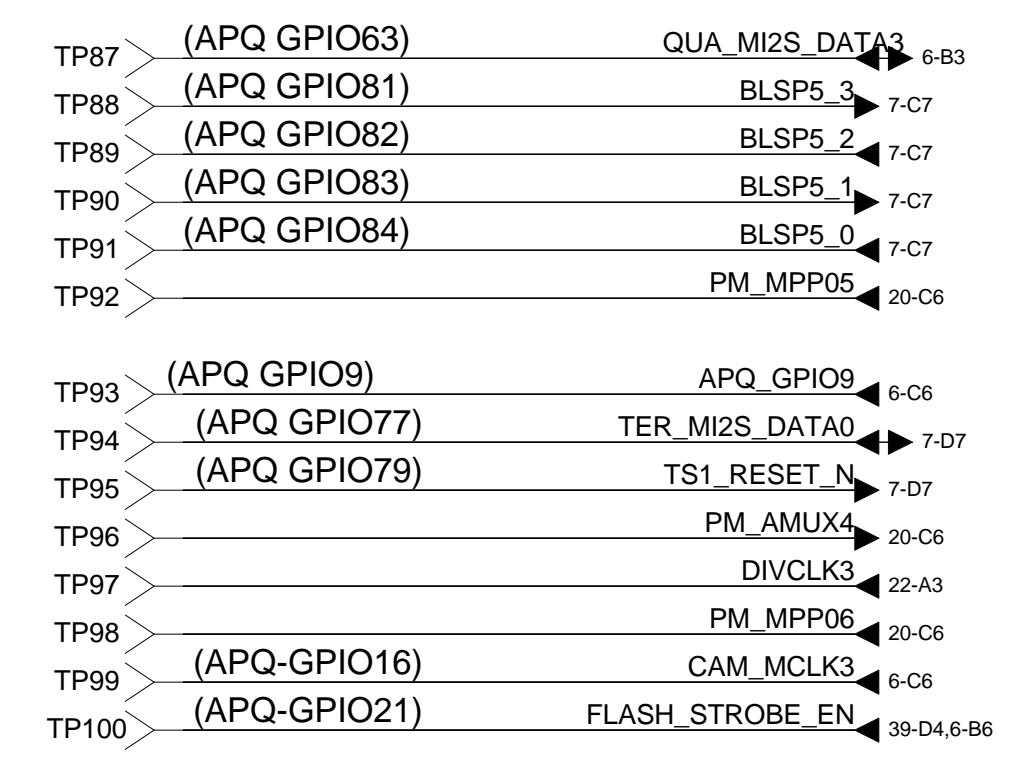 TP87 (APQ GPIO63) QUA_MI2S_DATA3 6-B3
TP88 (APQ GPIO81) BLSP5_3 7-C7
TP89 (APQ GPIO82) BLSP5_2 7-C7
TP90 (APQ GPIO83) BLSP5_1 7-C7
TP91 (APQ GPIO84) BLSP5_0 7-C7
TP92 PM_MPP05 20-C6
TP93 (APQ GPIO9) APQ_GPIO9 6-C6
TP94 (APQ GPIO77) TER_MI2S_DATA0 7-D7
TP95 (APQ GPIO79) TS1_RESET_N 7-D7
TP96 PM_AMUX4 20-C6
TP97 DIVCLK3 22-A3
TP98 PM_MPP06 20-C6
TP99 (APQ-GPIO16) CAM_MCLK3 6-C6
TP100 (APQ-GPIO21) FLASH_STROBE_EN 39-D4,6-B6